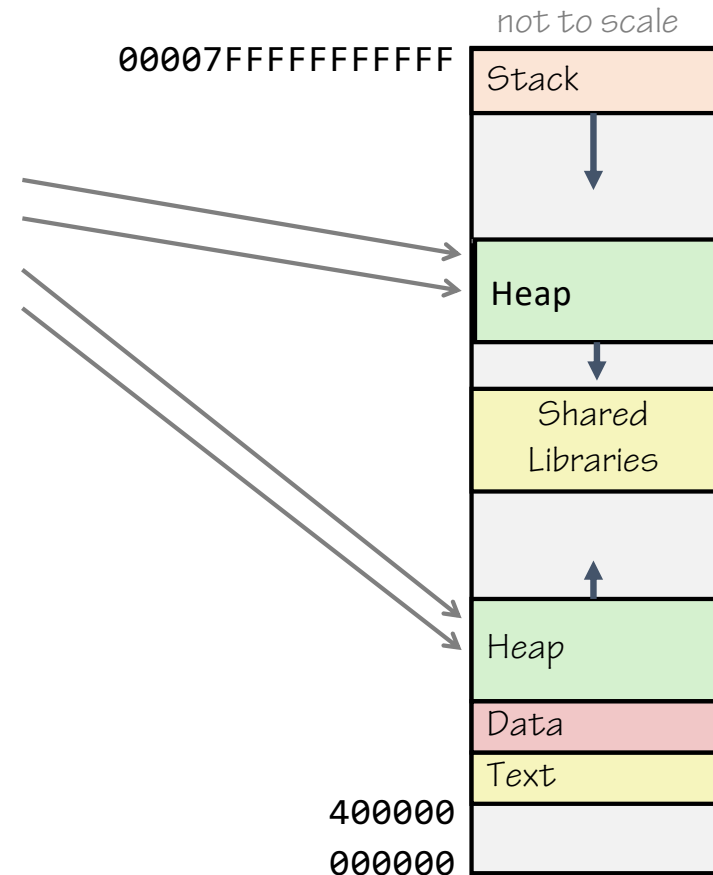 not to scale
00007FFFFFFFFFFF
Stack
Heap
Shared
Libraries
Heap
Data
Text
400000
000000